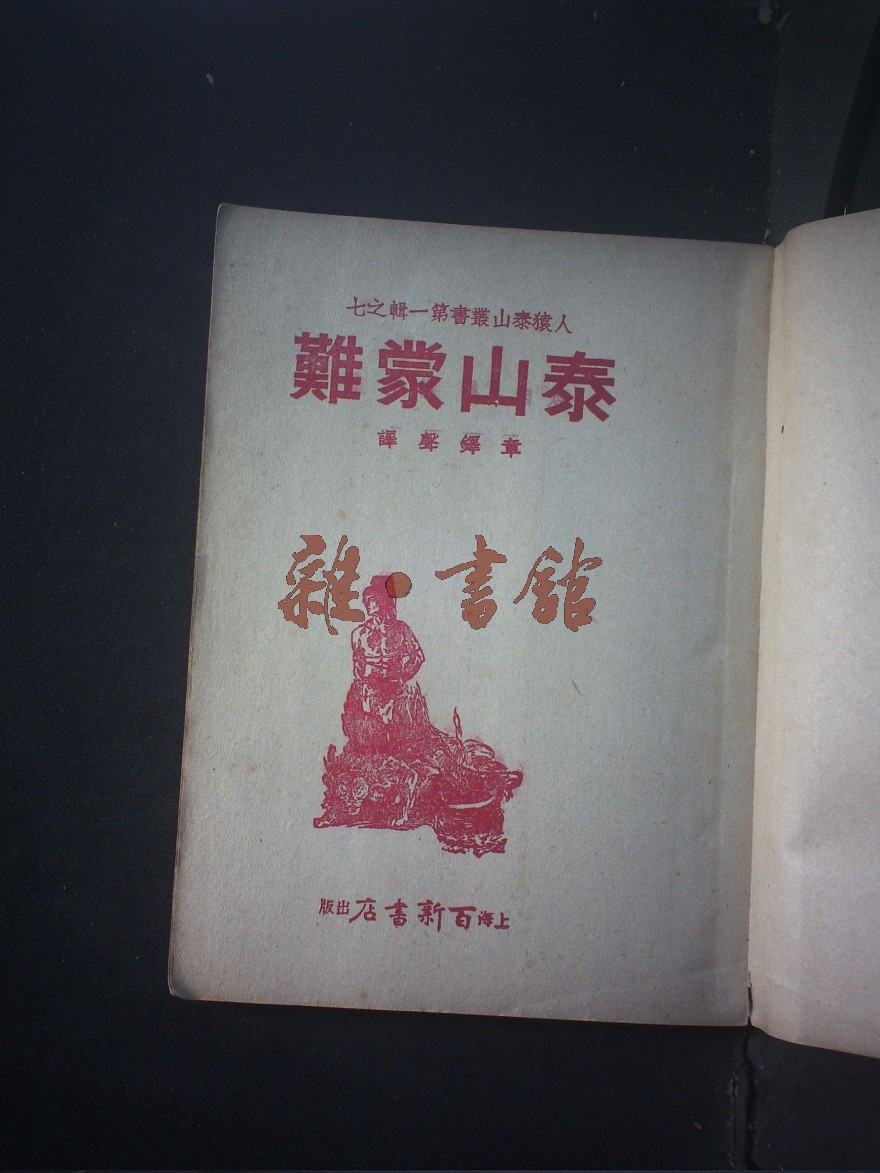 人猿泰山叢書第一輯之七
泰山蒙難
章鐸聲譯
雜·書館
上海百新書店出版